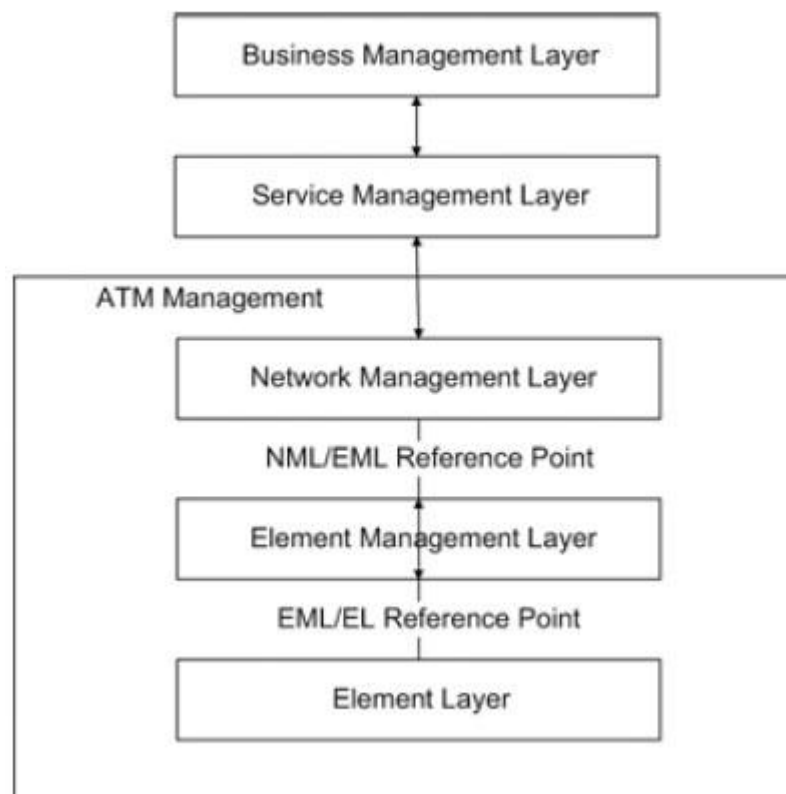 Business Management Layer
Service Management Layer
ATM Management
Network Management Layer
NML/EML Reference Point
Element Management Layer
EML/EL Reference Point
Element Layer